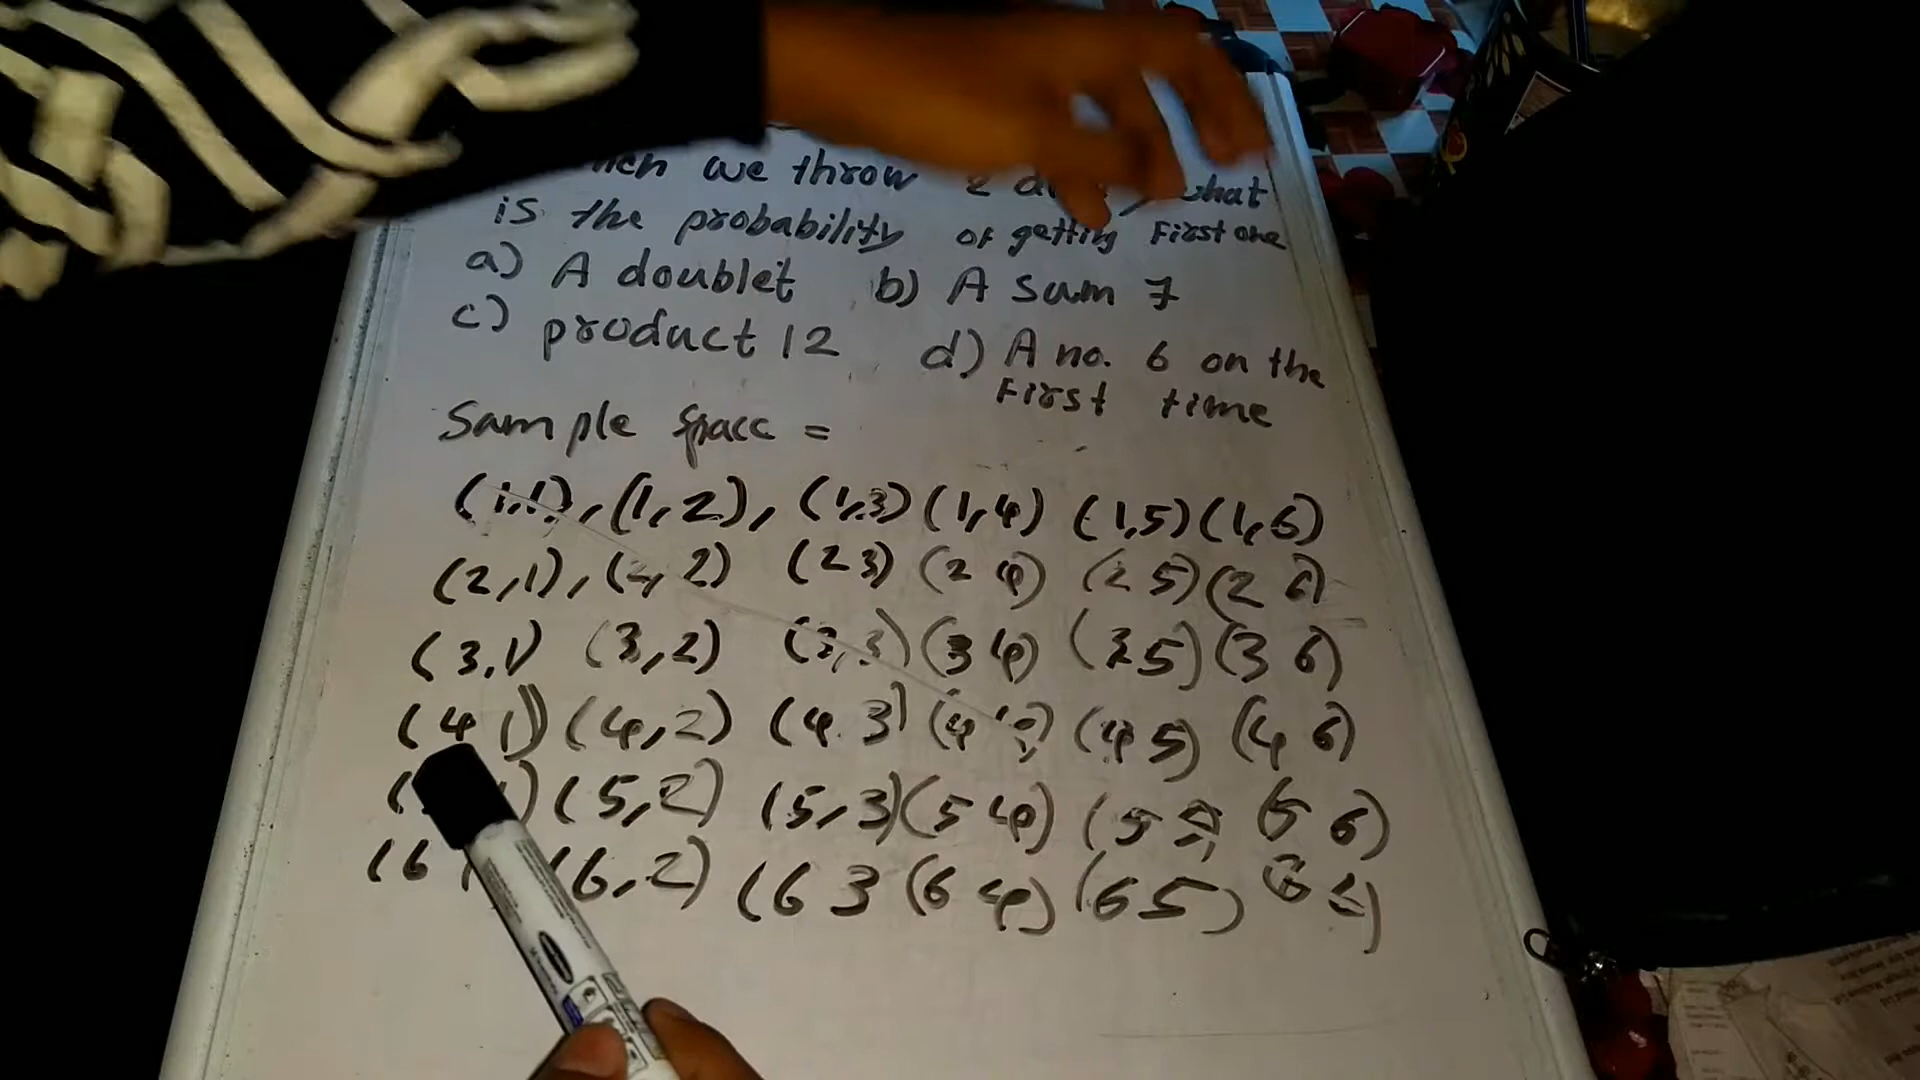 we throw 2 what
is the probability of getting First one
a) A doublet b) A sum 7
c) product 12 d) A no. 6 on the
First time
Sample space =
(1,1), (1,2), (1,3) (1,4) (1,5) (1,6)
(2,1), (2, 2) (2 3) (2 4) (2 5) (2 6)
(3,1) (3,2) (3,3) (3 4) (3 5) (3 6)
(4 1) (4,2) (4 3) (4 4) (4 5) (4 6)
(5,2) (5,3) (5 4) (5 5) (5 6)
(6 (6,2) (6 3 (6 4) (6 5)